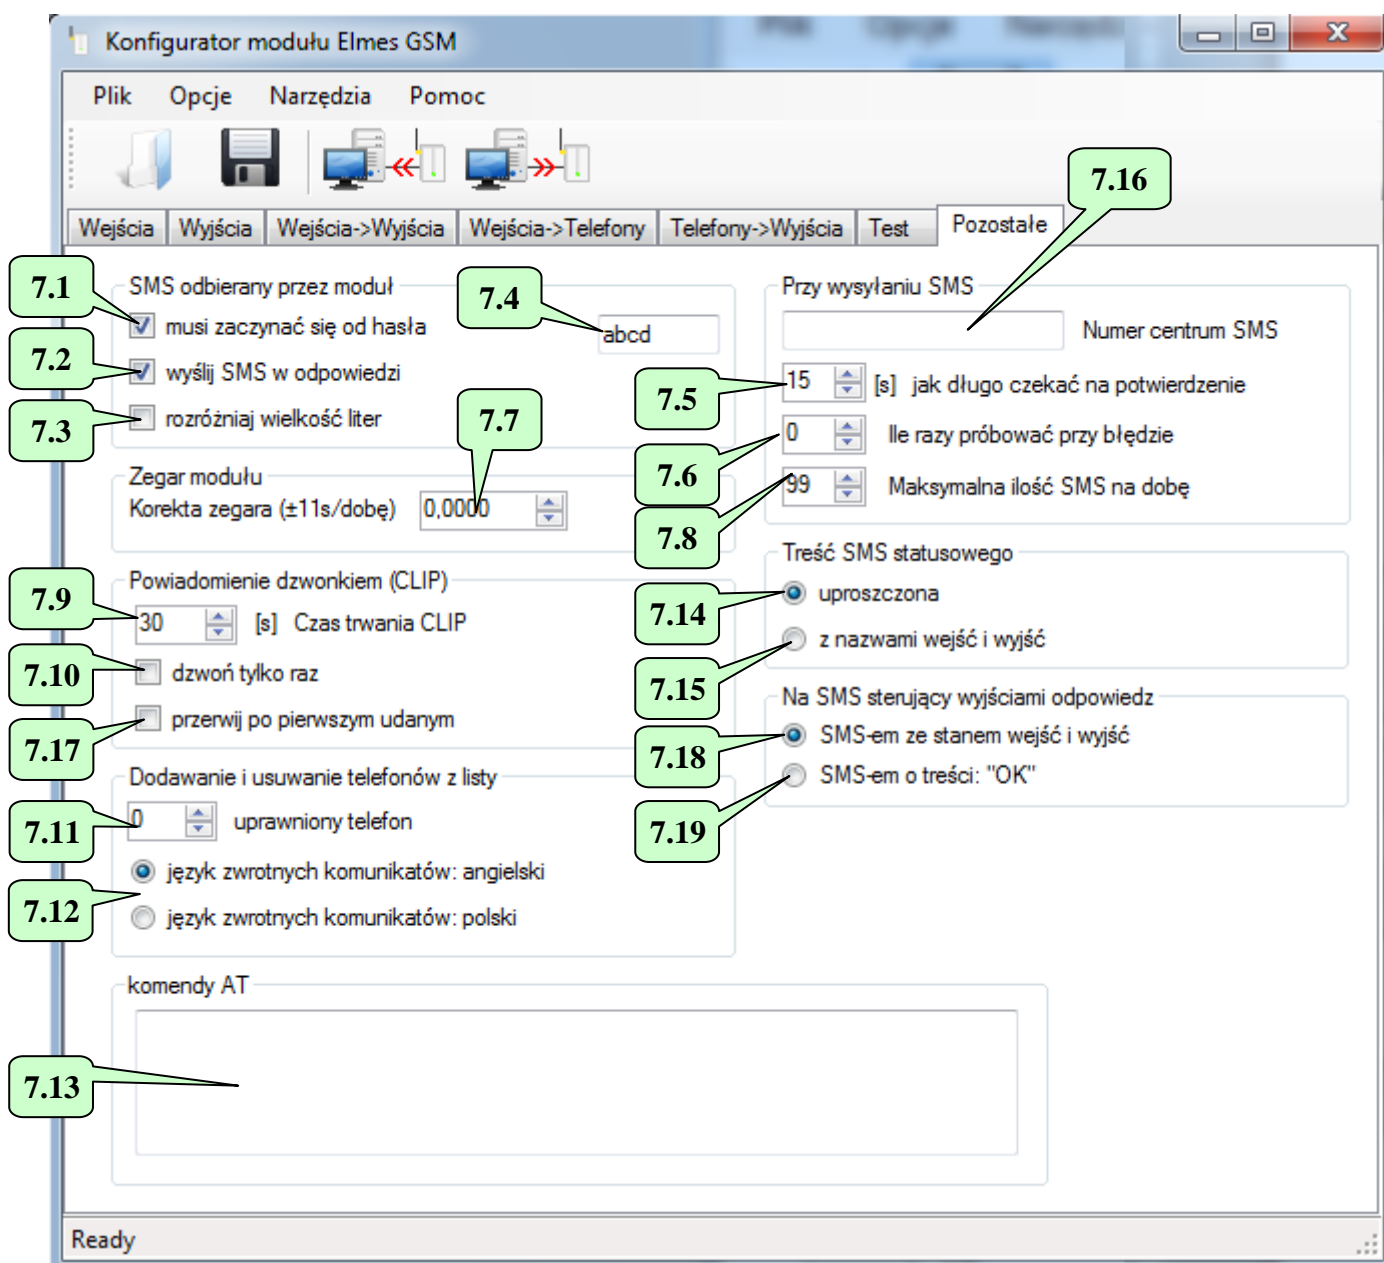 Konfigurator modułu Elmes GSM
Plik Opcje Narzędzia Pomoc
7.16
Wejścia Wyjścia Wejścia->Wyjścia Wejścia->Telefony Telefony->Wyjścia Test Pozostałe
7.1
SMS odbierany przez moduł
musi zaczynać się od hasła
7.4
abcd
7.2
wyślij SMS w odpowiedzi
7.3
rozróżniaj wielkość liter
7.7
Zegar modułu
Korekta zegara (±11s/dobę) 0,0000
7.9
Powiadomienie dzwonkiem (CLIP)
30 [s] Czas trwania CLIP
7.10
dzwoń tylko raz
7.17
przerwij po pierwszym udanym
Dodawanie i usuwanie telefonów z listy
7.11
0 uprawniony telefon
język zwrotnych komunikatów: angielski
7.12
język zwrotnych komunikatów: polski
komendy AT
7.13
Przy wysyłaniu SMS
Numer centrum SMS
7.5
15 [s] jak długo czekać na potwierdzenie
7.6
0 Ile razy próbować przy błędzie
7.8
99 Maksymalna ilość SMS na dobę
Treść SMS statusowego
7.14
uproszczona
7.15
z nazwami wejść i wyjść
Na SMS sterujący wyjściami odpowiedz
7.18
SMS-em ze stanem wejść i wyjść
7.19
SMS-em o treści: "OK"
Ready